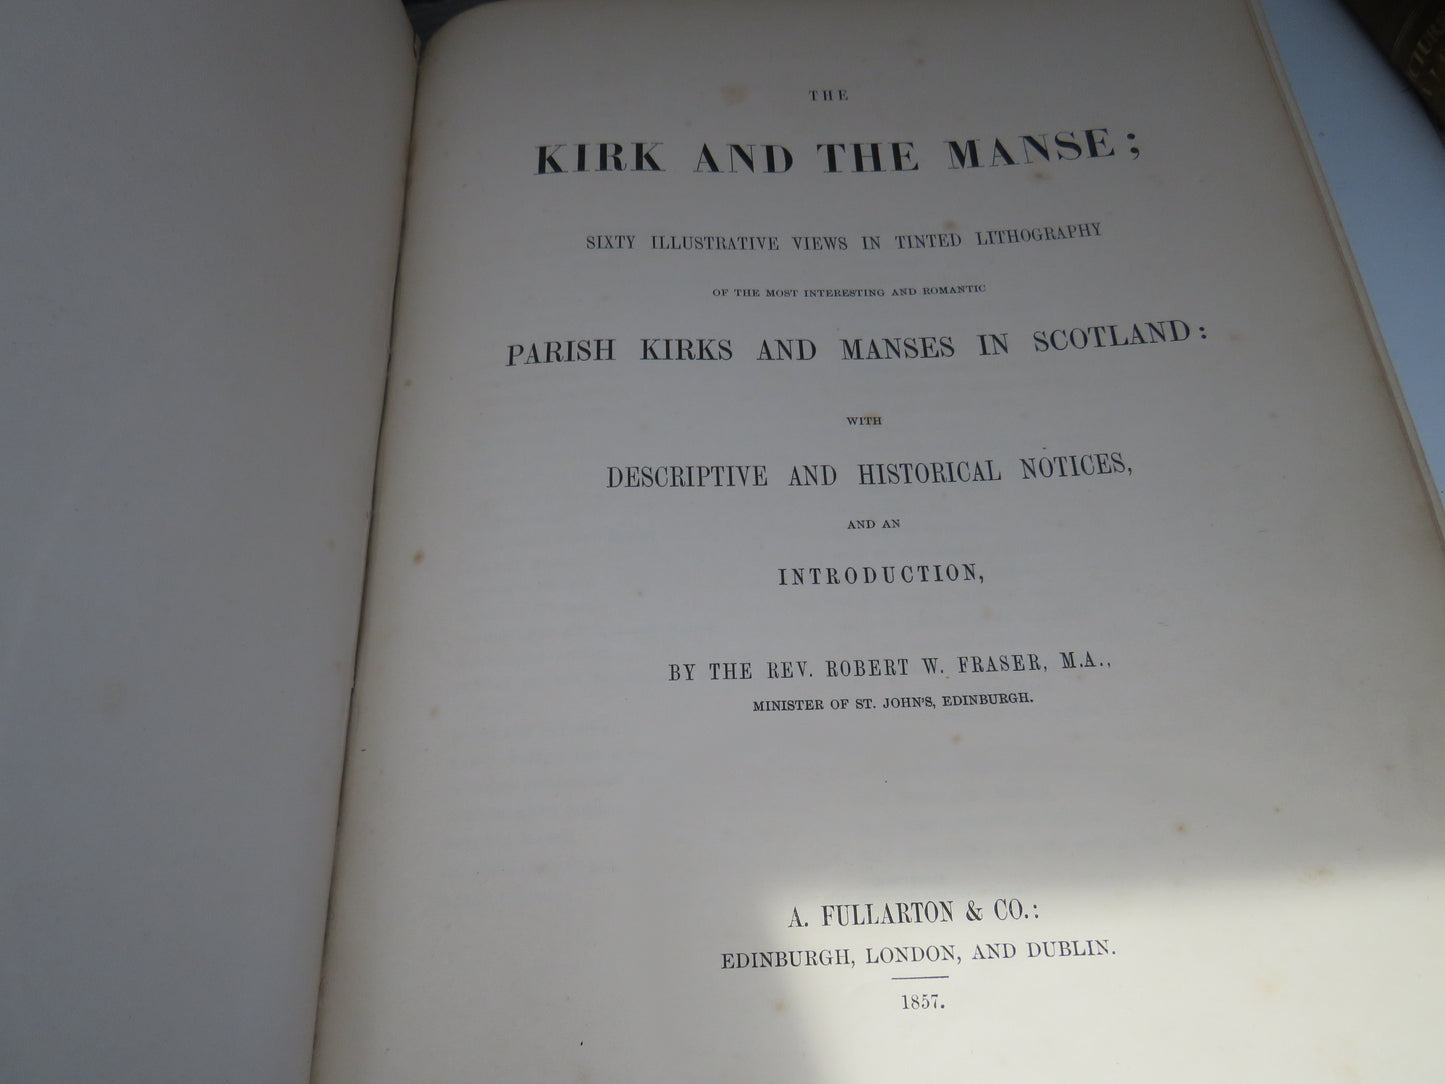 THE
KIRK AND THE MANSE;
SIXTY ILLUSTRATIVE VIEWS IN TINTED LITHOGRAPHY
OF THE MOST INTERESTING AND ROMANTIC
PARISH KIRKS AND MANSES IN SCOTLAND:
WITH
DESCRIPTIVE AND HISTORICAL NOTICES,
AND AN
INTRODUCTION,
BY THE REV. ROBERT W. FRASER, M.A.,
MINISTER OF ST. JOHN'S, EDINBURGH.
A. FULLARTON & CO.:
EDINBURGH, LONDON, AND DUBLIN.
1857.